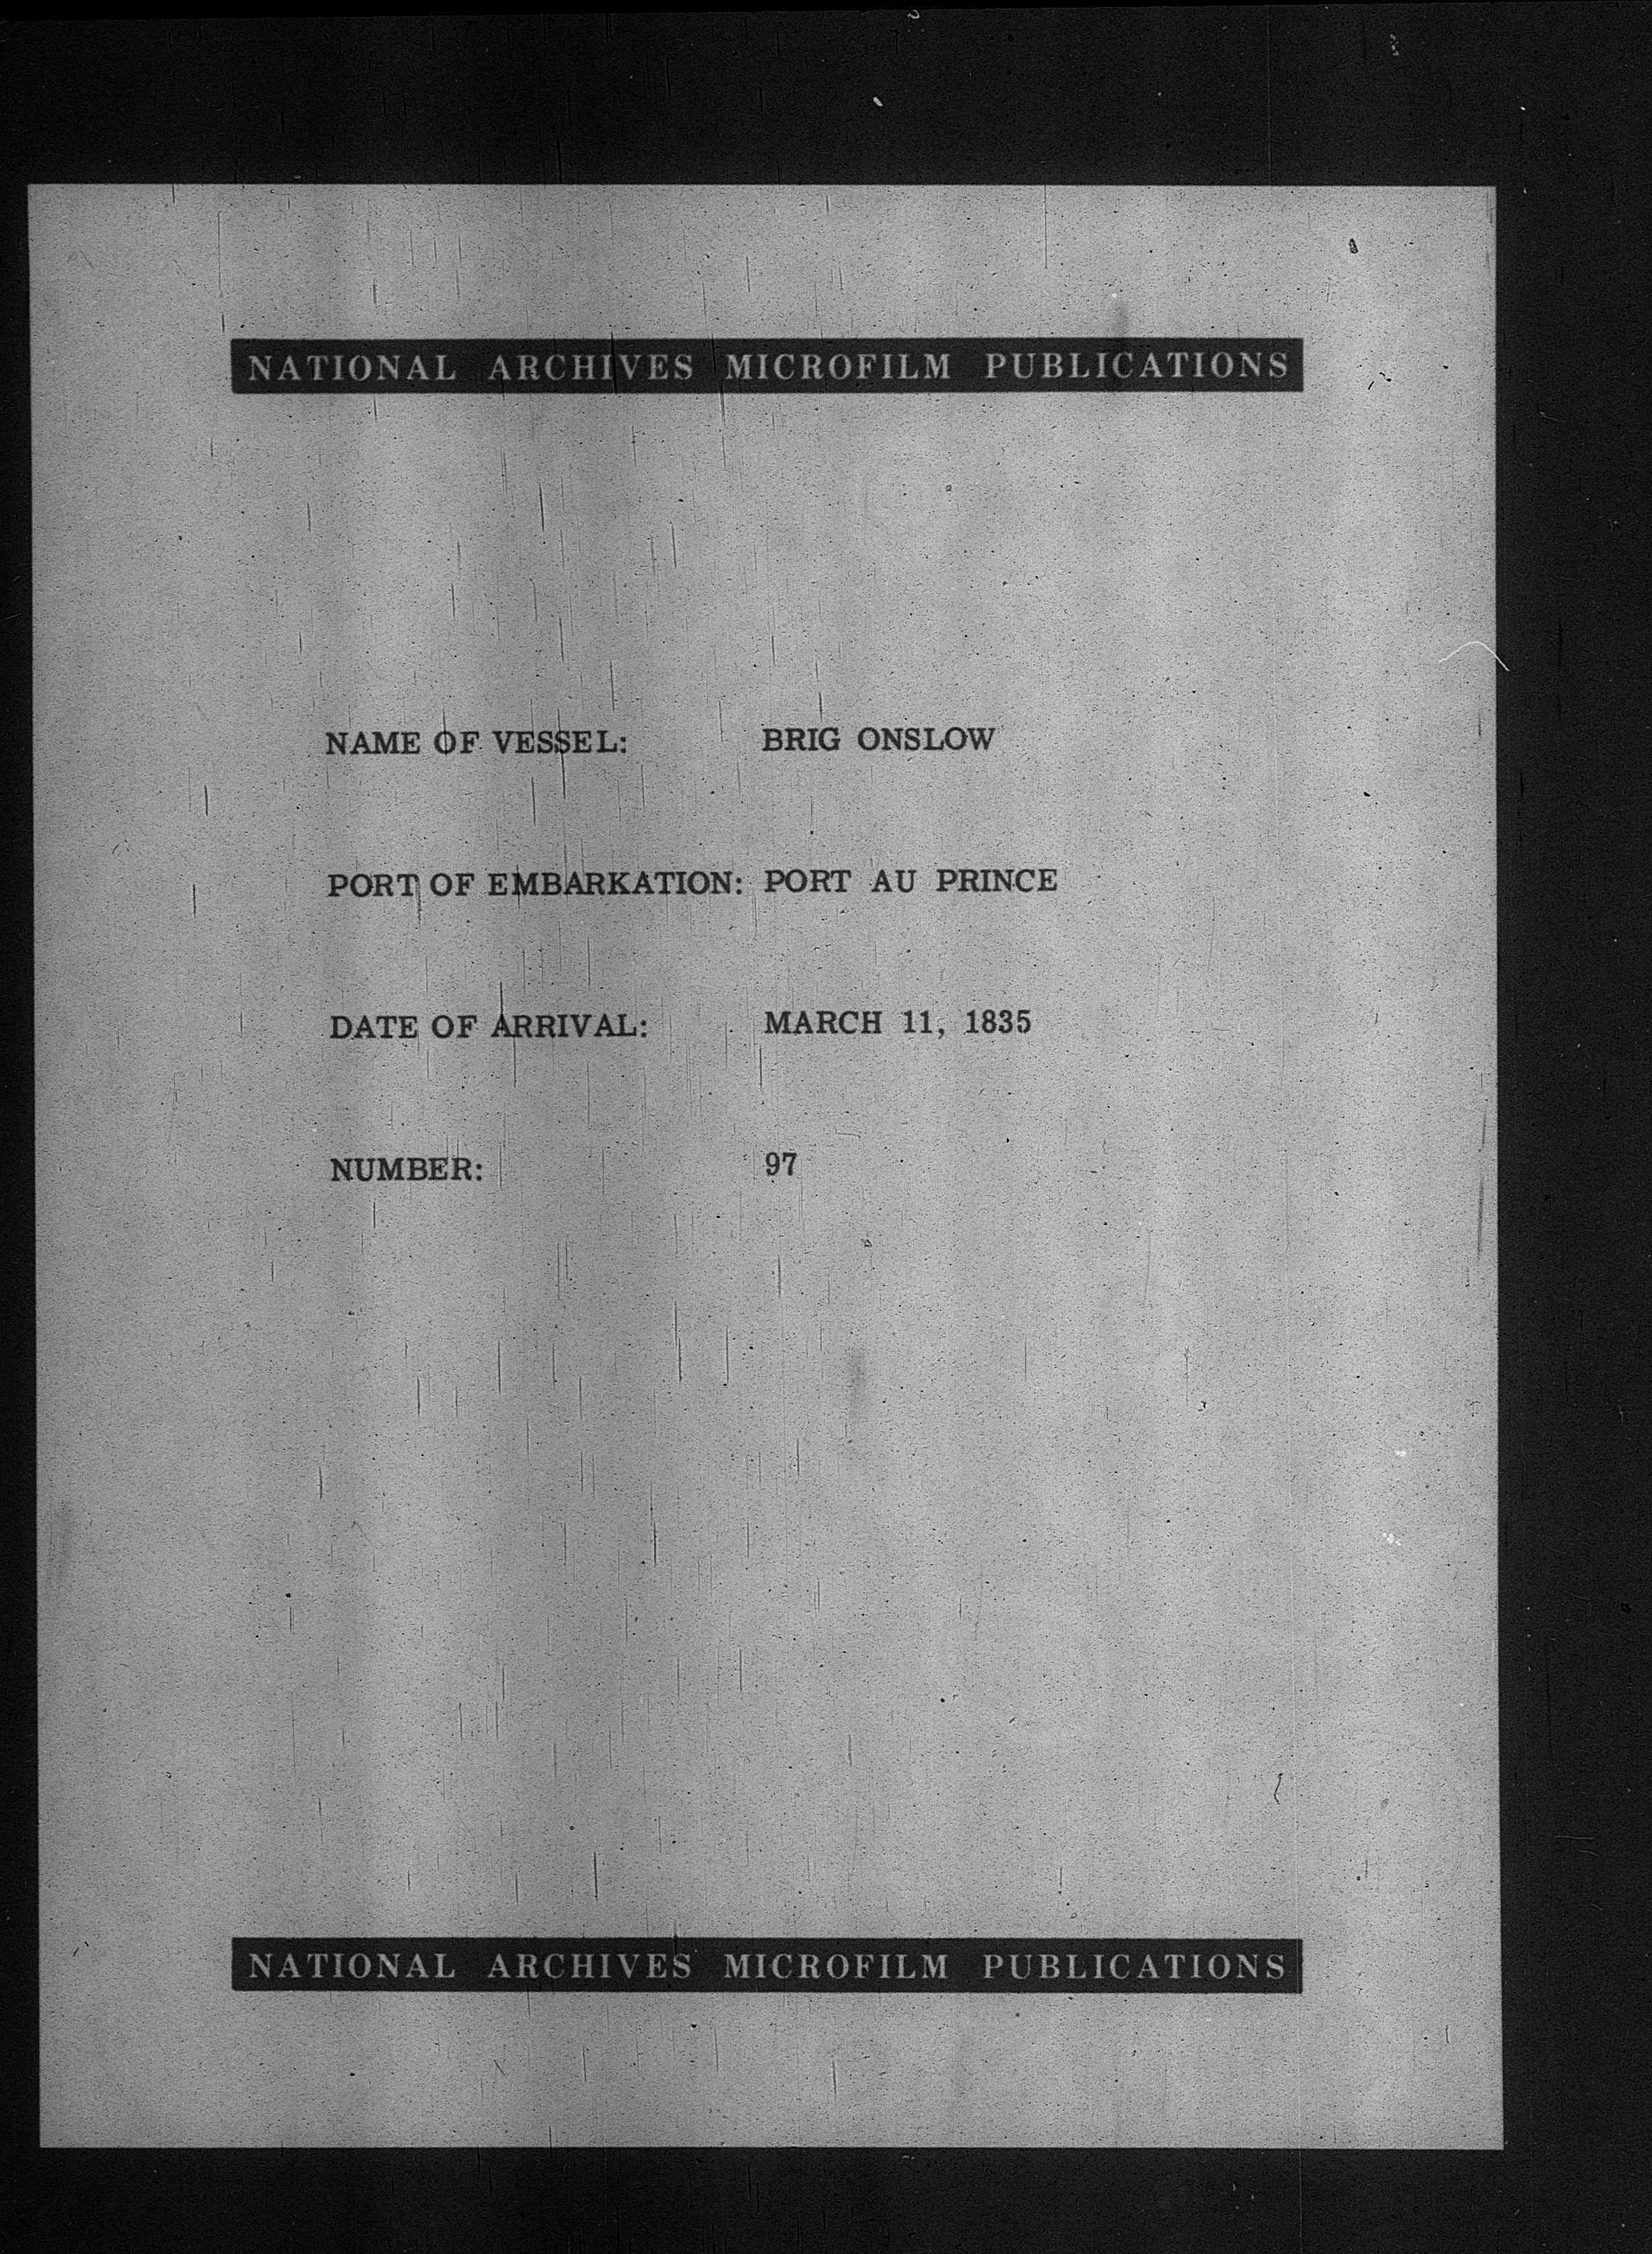 NATIONAL ARCHIVES MICROFILM PUBLICATIONS
NAME OF VESSEL: BRIG ONSLOW
PORT OF EMBARKATION: PORT AU PRINCE
DATE OF ARRIVAL: MARCH 11, 1835
NUMBER: 97
NATIONAL ARCHIVES MICROFILM PUBLICATIONS